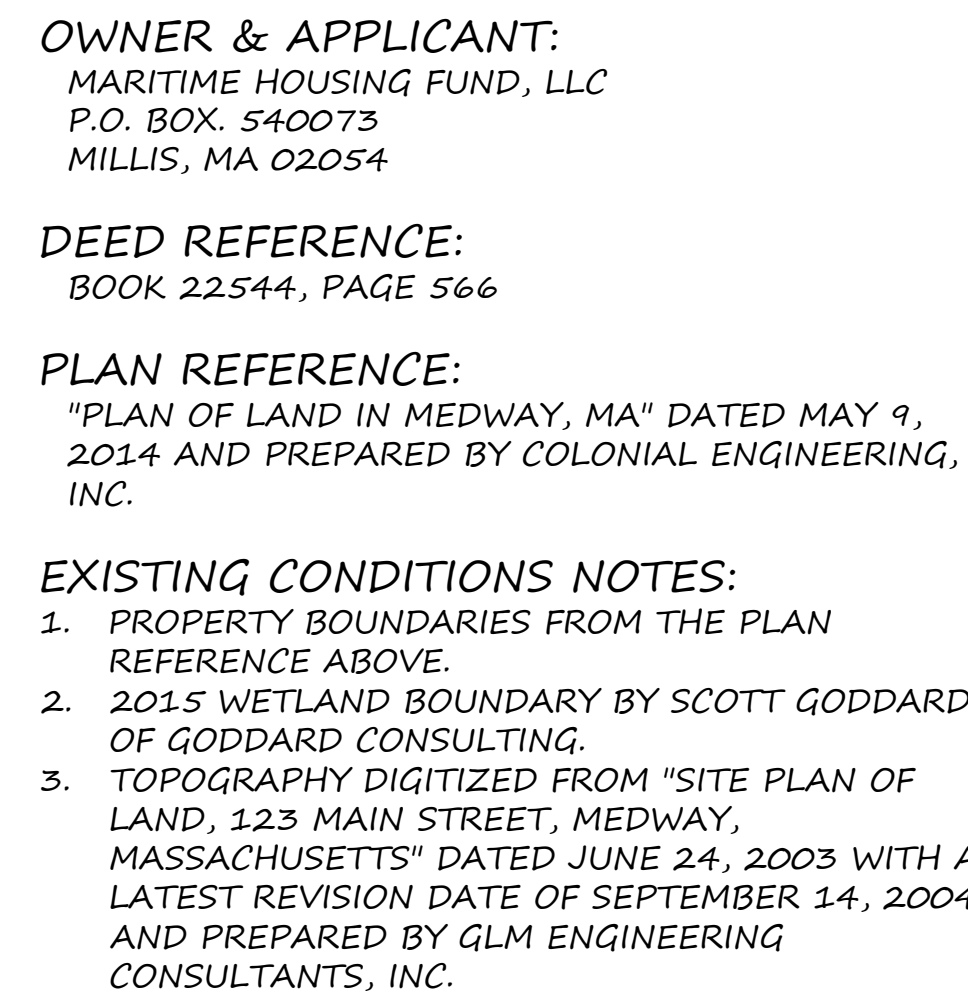 OWNER & APPLICANT:
MARITIME HOUSING FUND, LLC
P.O. BOX. 540073
MILLIS, MA 02054
DEED REFERENCE:
BOOK 22544, PAGE 566
PLAN REFERENCE:
"PLAN OF LAND IN MEDWAY, MA" DATED MAY 9,
2014 AND PREPARED BY COLONIAL ENGINEERING,
INC.
EXISTING CONDITIONS NOTES:
1. PROPERTY BOUNDARIES FROM THE PLAN
REFERENCE ABOVE.
2. 2015 WETLAND BOUNDARY BY SCOTT GODDARD
OF GODDARD CONSULTING.
3. TOPOGRAPHY DIGITIZED FROM "SITE PLAN OF
LAND, 123 MAIN STREET, MEDWAY,
MASSACHUSETTS" DATED JUNE 24, 2003 WITH A
LATEST REVISION DATE OF SEPTEMBER 14, 2004
AND PREPARED BY GLM ENGINEERING
CONSULTANTS, INC.